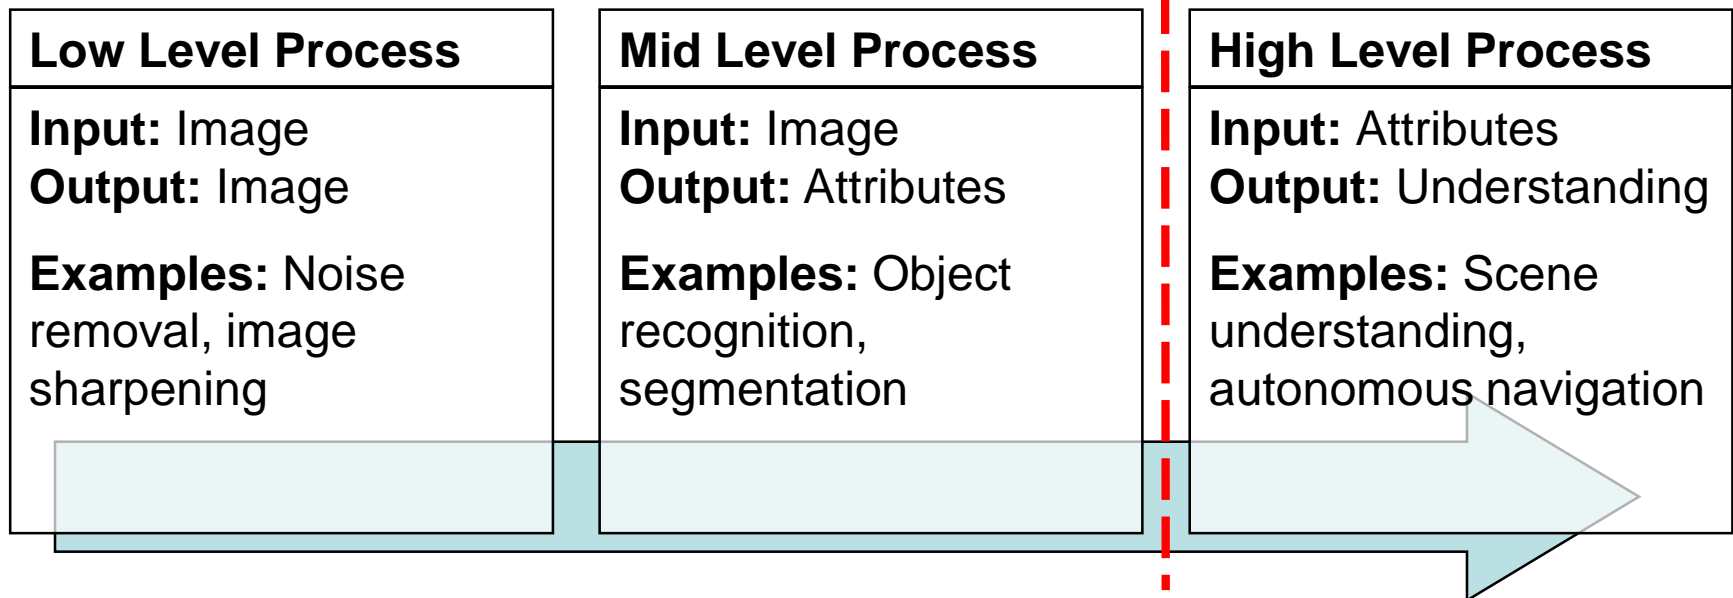 Low Level Process
Input: Image
Output: Image
Examples: Noise
removal, image
sharpening
Mid Level Process
Input: Image
Output: Attributes
Examples: Object
recognition,
segmentation
High Level Process
Input: Attributes
Output: Understanding
Examples: Scene
understanding,
autonomous navigation